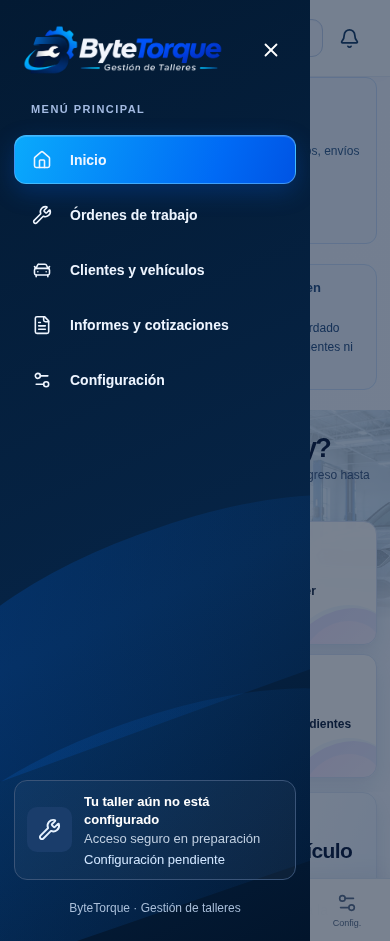 ByteTorque
Gestión de Talleres
MENÚ PRINCIPAL
Inicio
os, envíos
Órdenes de trabajo
Clientes y vehículos
en
Informes y cotizaciones
rdado
entes ni
Configuración
y?
greso hasta
er
dientes
Tu taller aún no está
configurado
Acceso seguro en preparación
Configuración pendiente
ículo
ByteTorque · Gestión de talleres
Config.